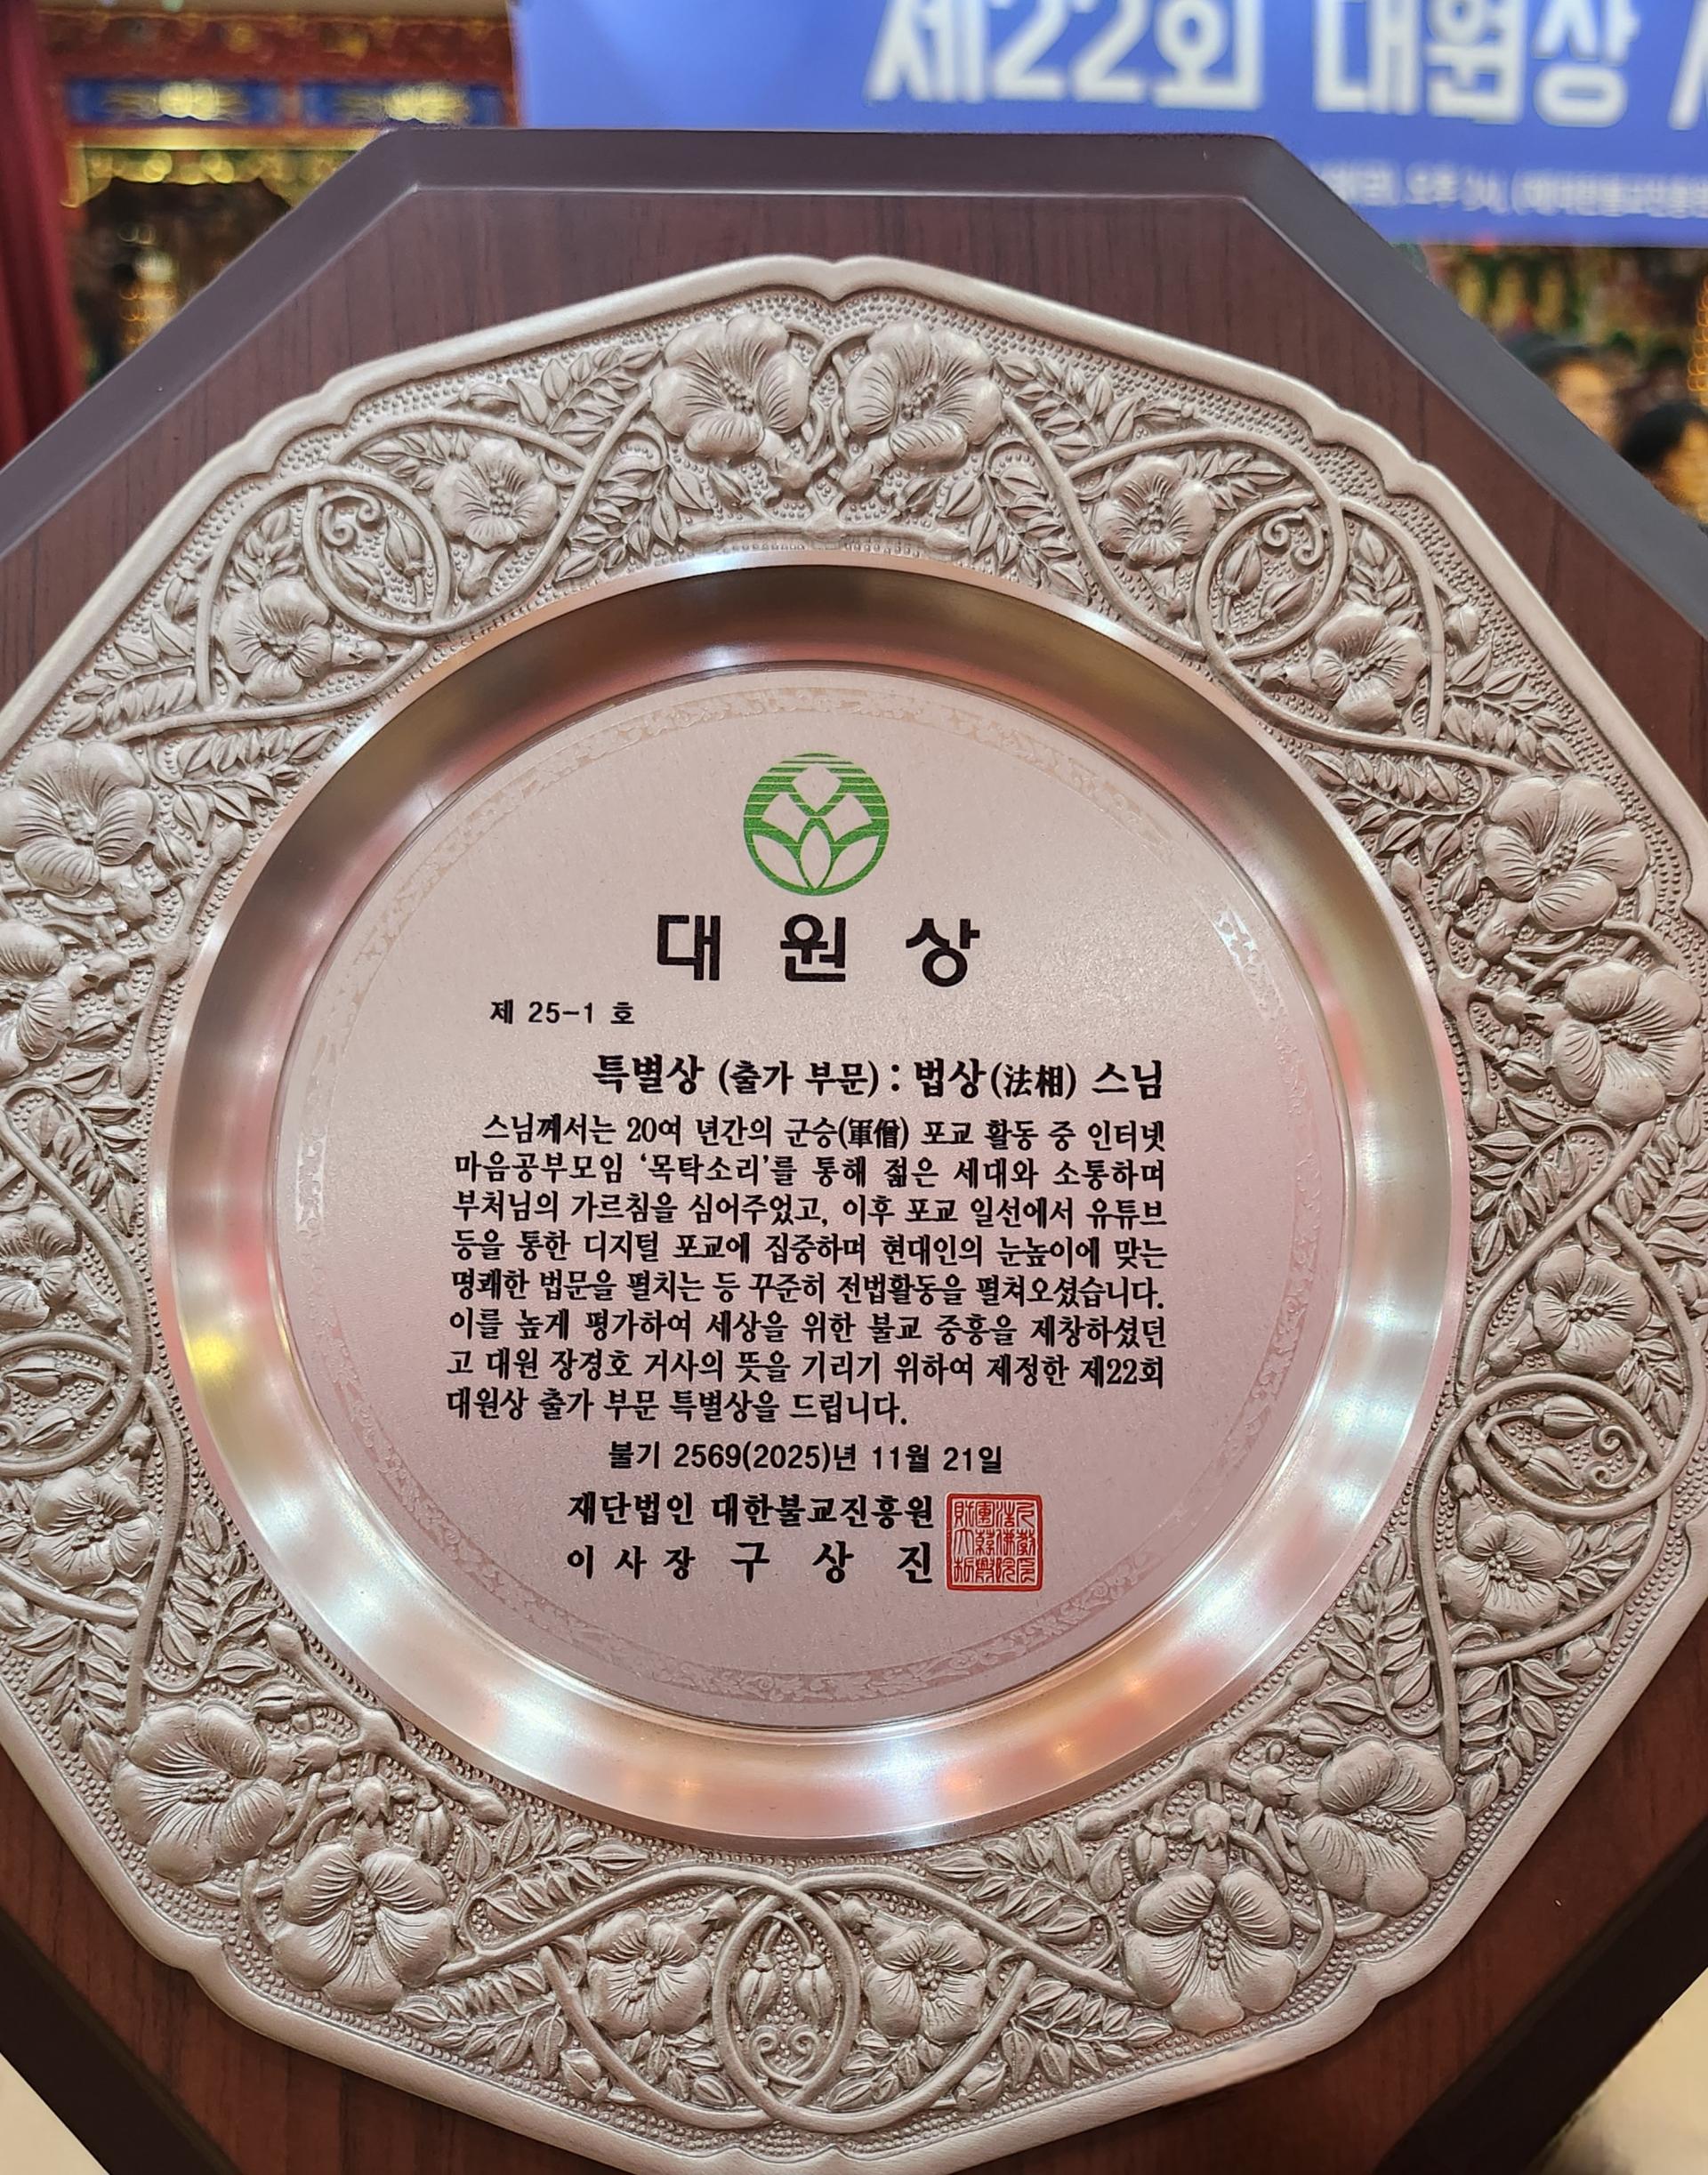 제22회 대원상
대 원 상
제 25-1 호
특별상 (출가 부문) : 법상(法相) 스님
스님께서는 20여 년간의 군승(軍僧) 포교 활동 중 인터넷
마음공부모임 '목탁소리'를 통해 젊은 세대와 소통하며
부처님의 가르침을 심어주었고, 이후 포교 일선에서 유튜브
등을 통한 디지털 포교에 집중하며 현대인의 눈높이에 맞는
명쾌한 법문을 펼치는 등 꾸준히 전법활동을 펼쳐오셨습니다.
이를 높게 평가하여 세상을 위한 불교 중흥을 제창하셨던
고 대원 장경호 거사의 뜻을 기리기 위하여 제정한 제22회
대원상 출가 부문 특별상을 드립니다.
불기 2569(2025)년 11월 21일
재단법인 대한불교진흥원
이 사 장 구 상 진